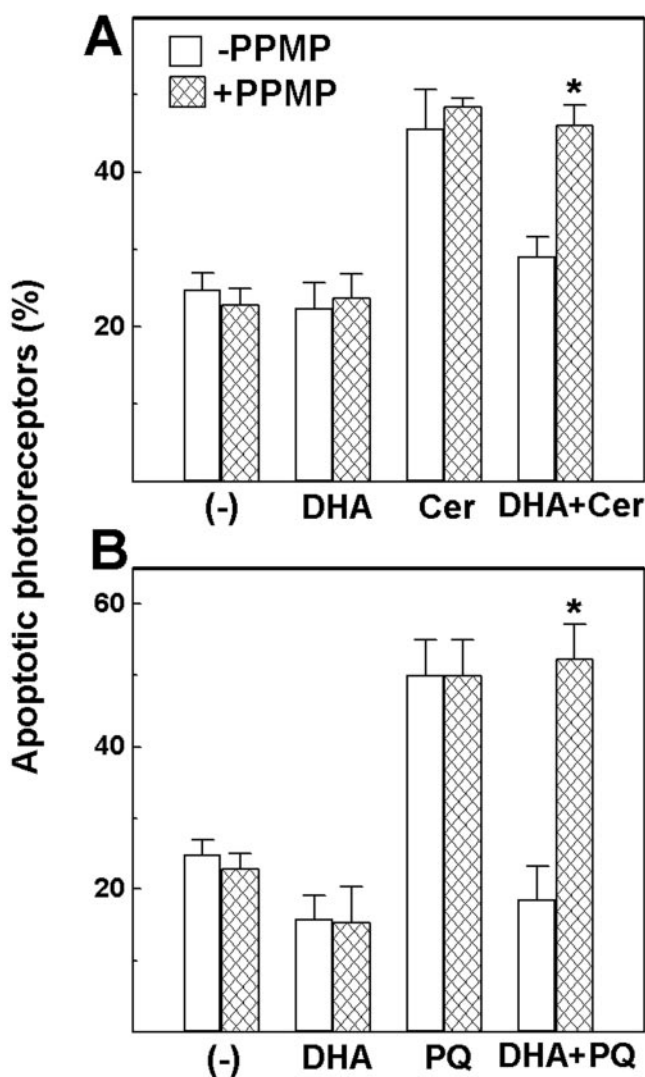 A
-PPMP
+PPMP
*
40
20
(-) DHA Cer DHA+Cer
B
*
60
40
20
(-) DHA PQ DHA+PQ
Apoptotic photoreceptors (%)